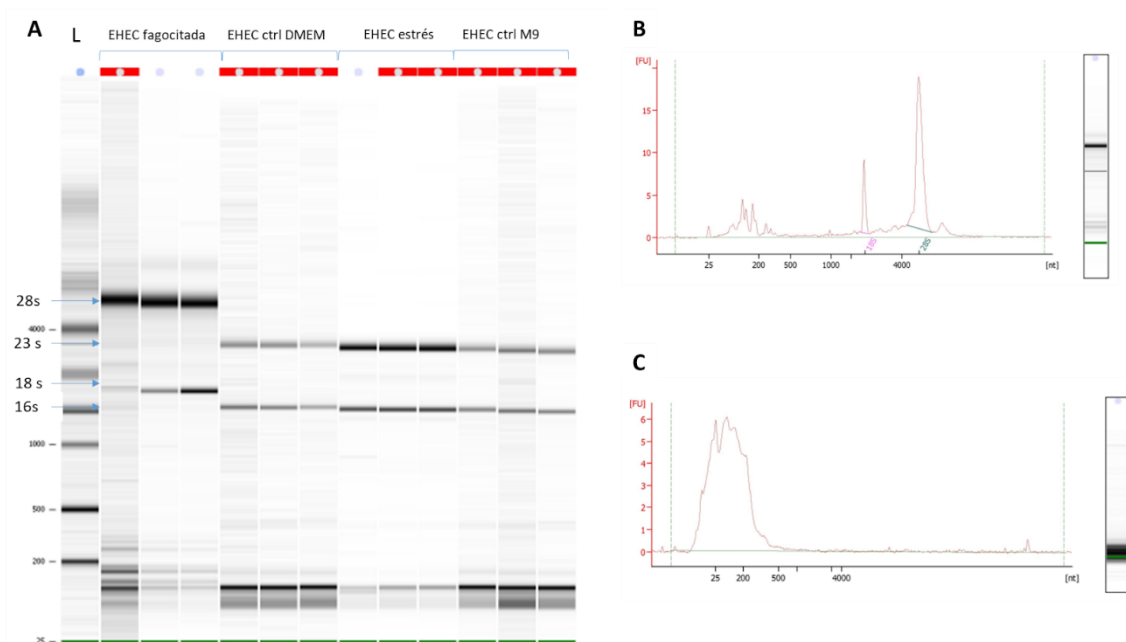 A
L
EHEC fagocitada
EHEC ctrl DMEM
EHEC estrés
EHEC ctrl M9
28s
4000
23 s
18 s
16s
1000
500
200
25
B
[FU]
20
15
10
5
0
18S
28S
25
200
500
1000
4000
[nt]
C
[FU]
6
5
4
3
2
1
0
25
200
500
4000
[nt]